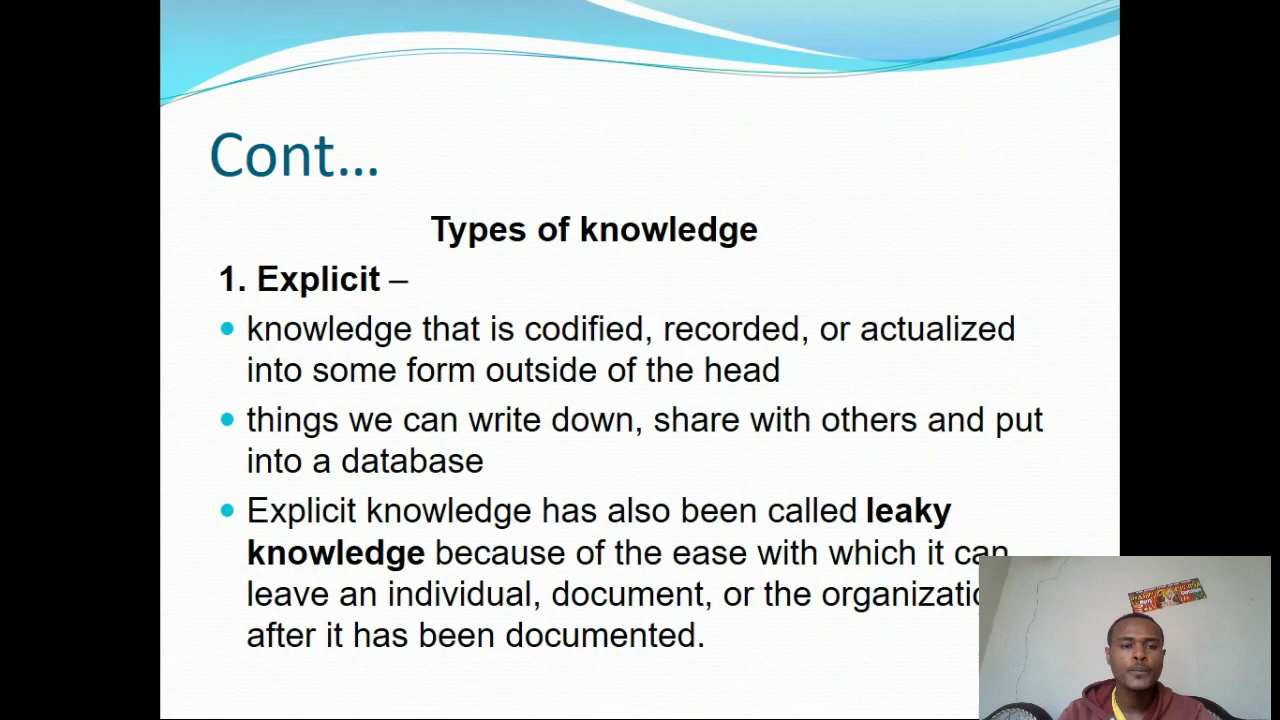 Cont...
Types of knowledge
1. Explicit –
knowledge that is codified, recorded, or actualized
into some form outside of the head
things we can write down, share with others and put
into a database
Explicit knowledge has also been called leaky
knowledge because of the ease with which it can
leave an individual, document, or the
after it has been documented.